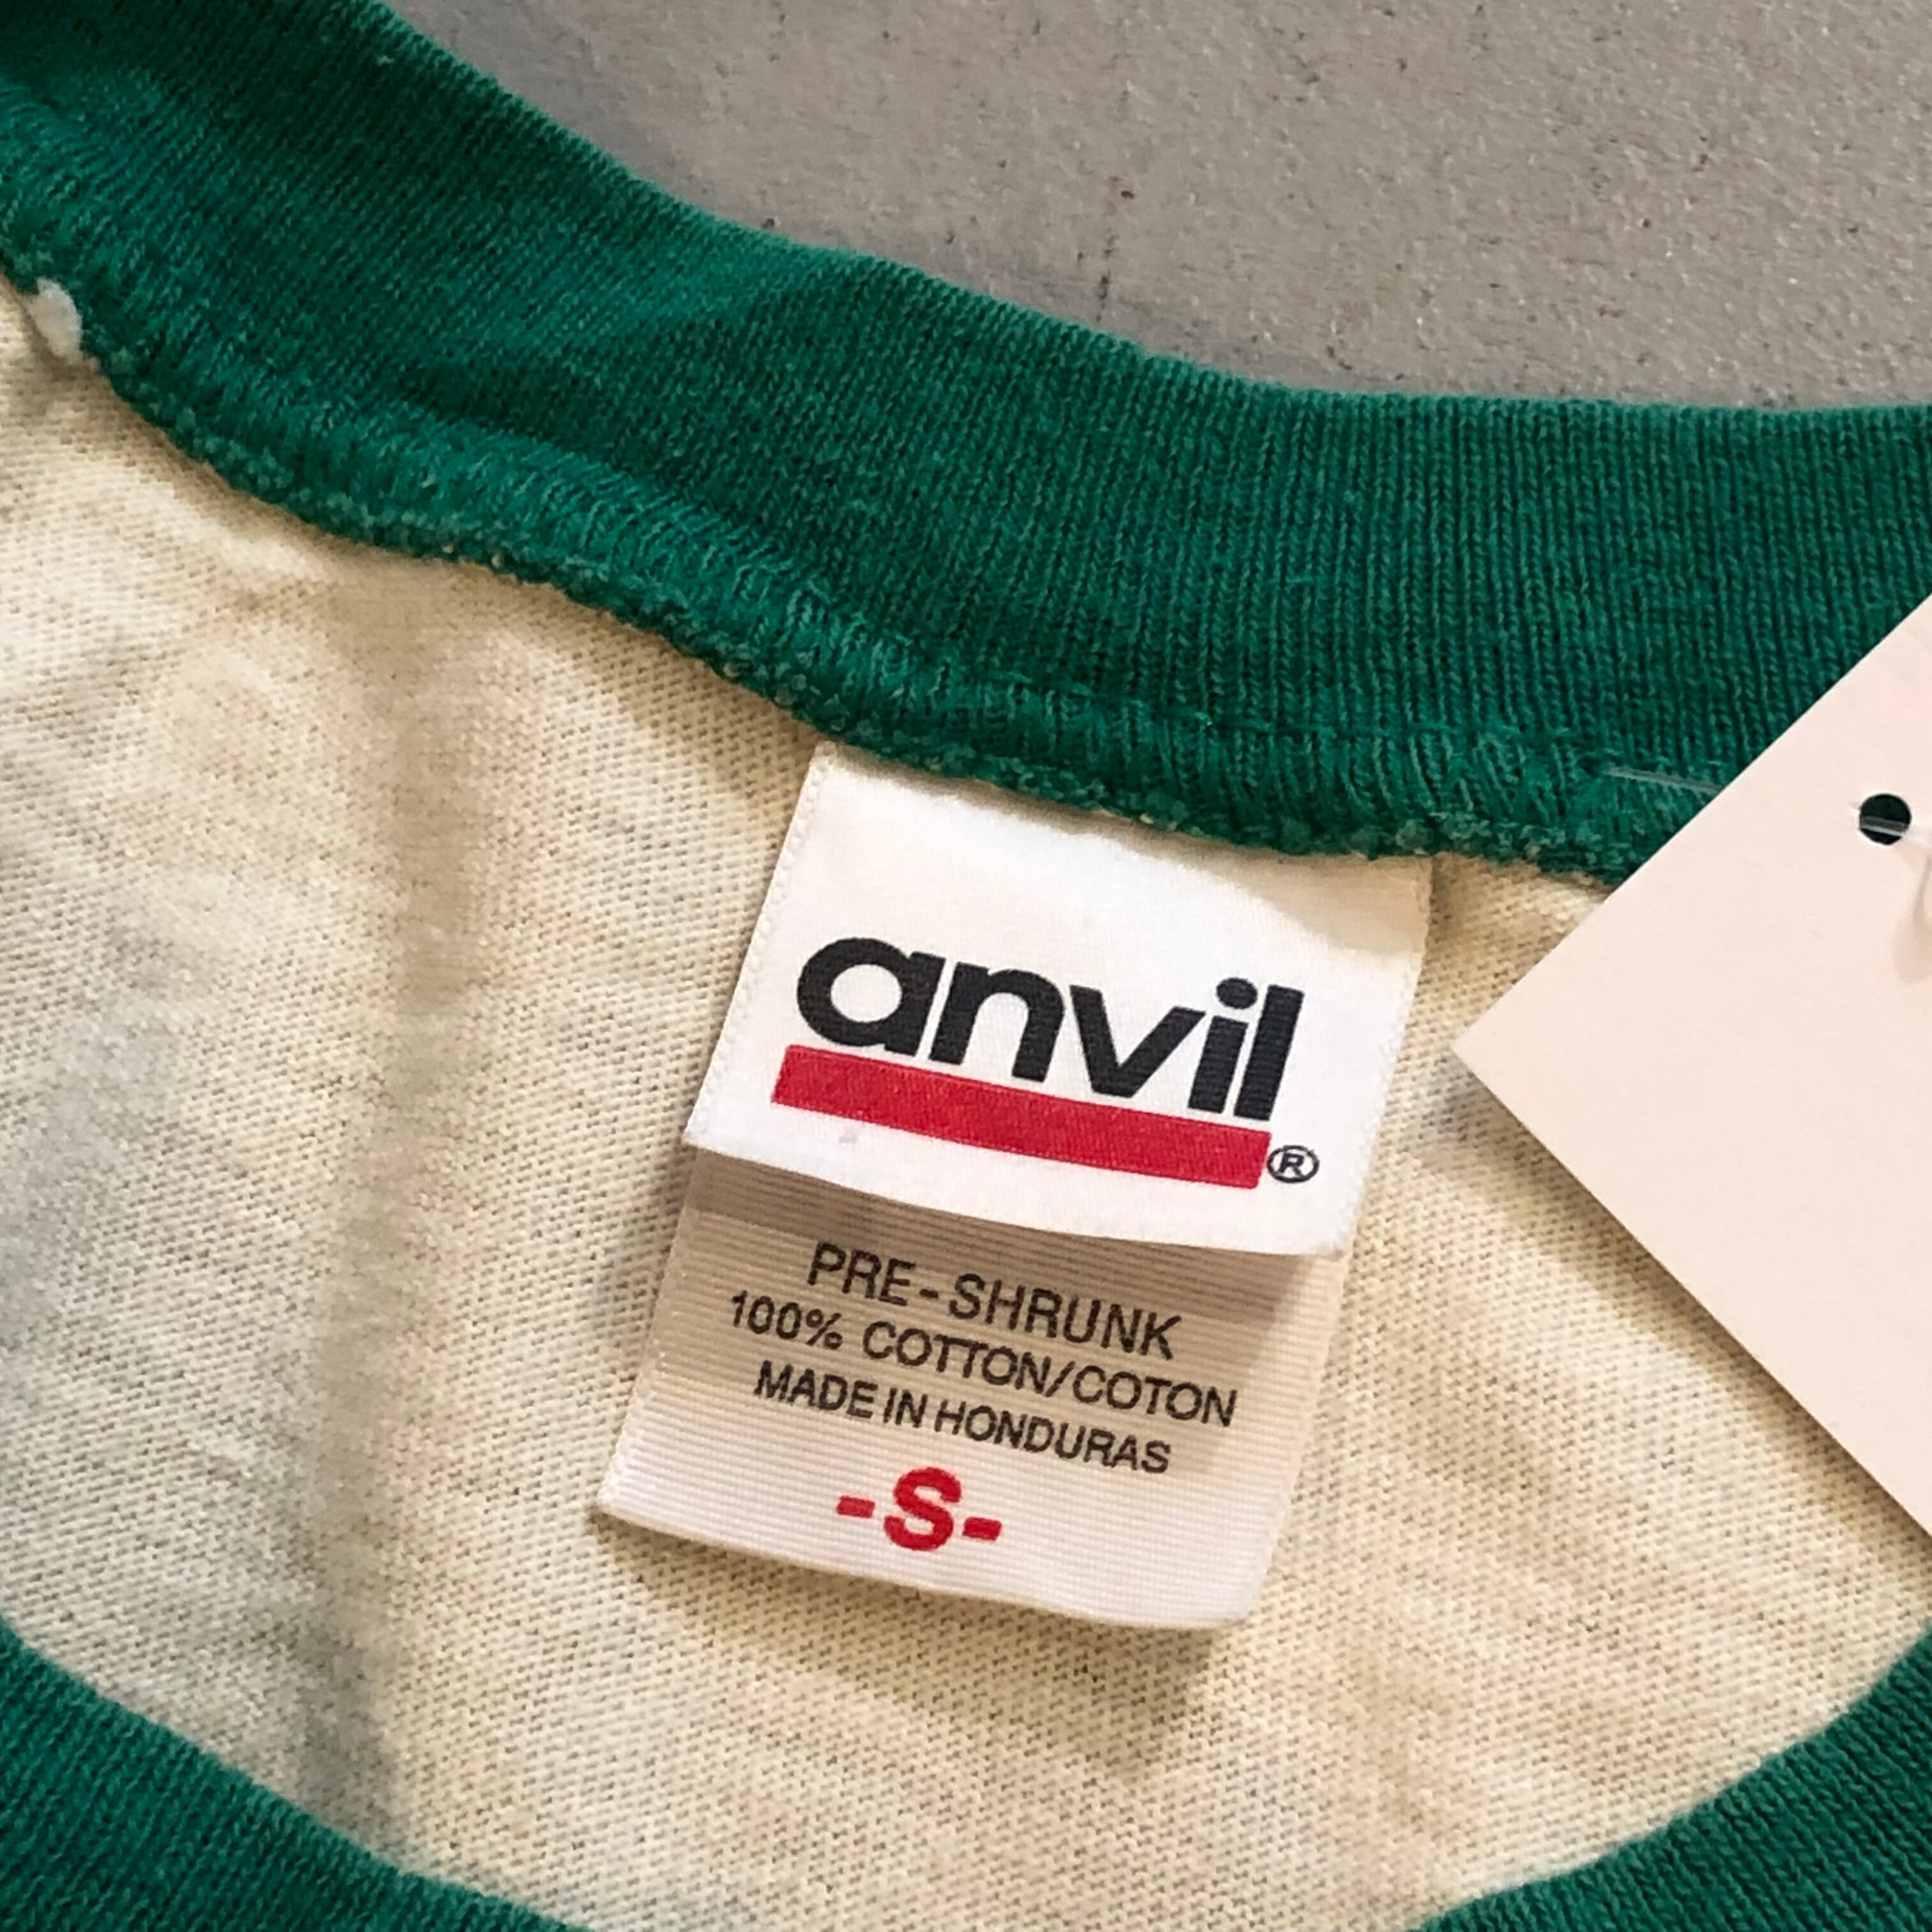 anvil®
PRE-SHRUNK
100% COTTON/COTON
MADE IN HONDURAS
-S-